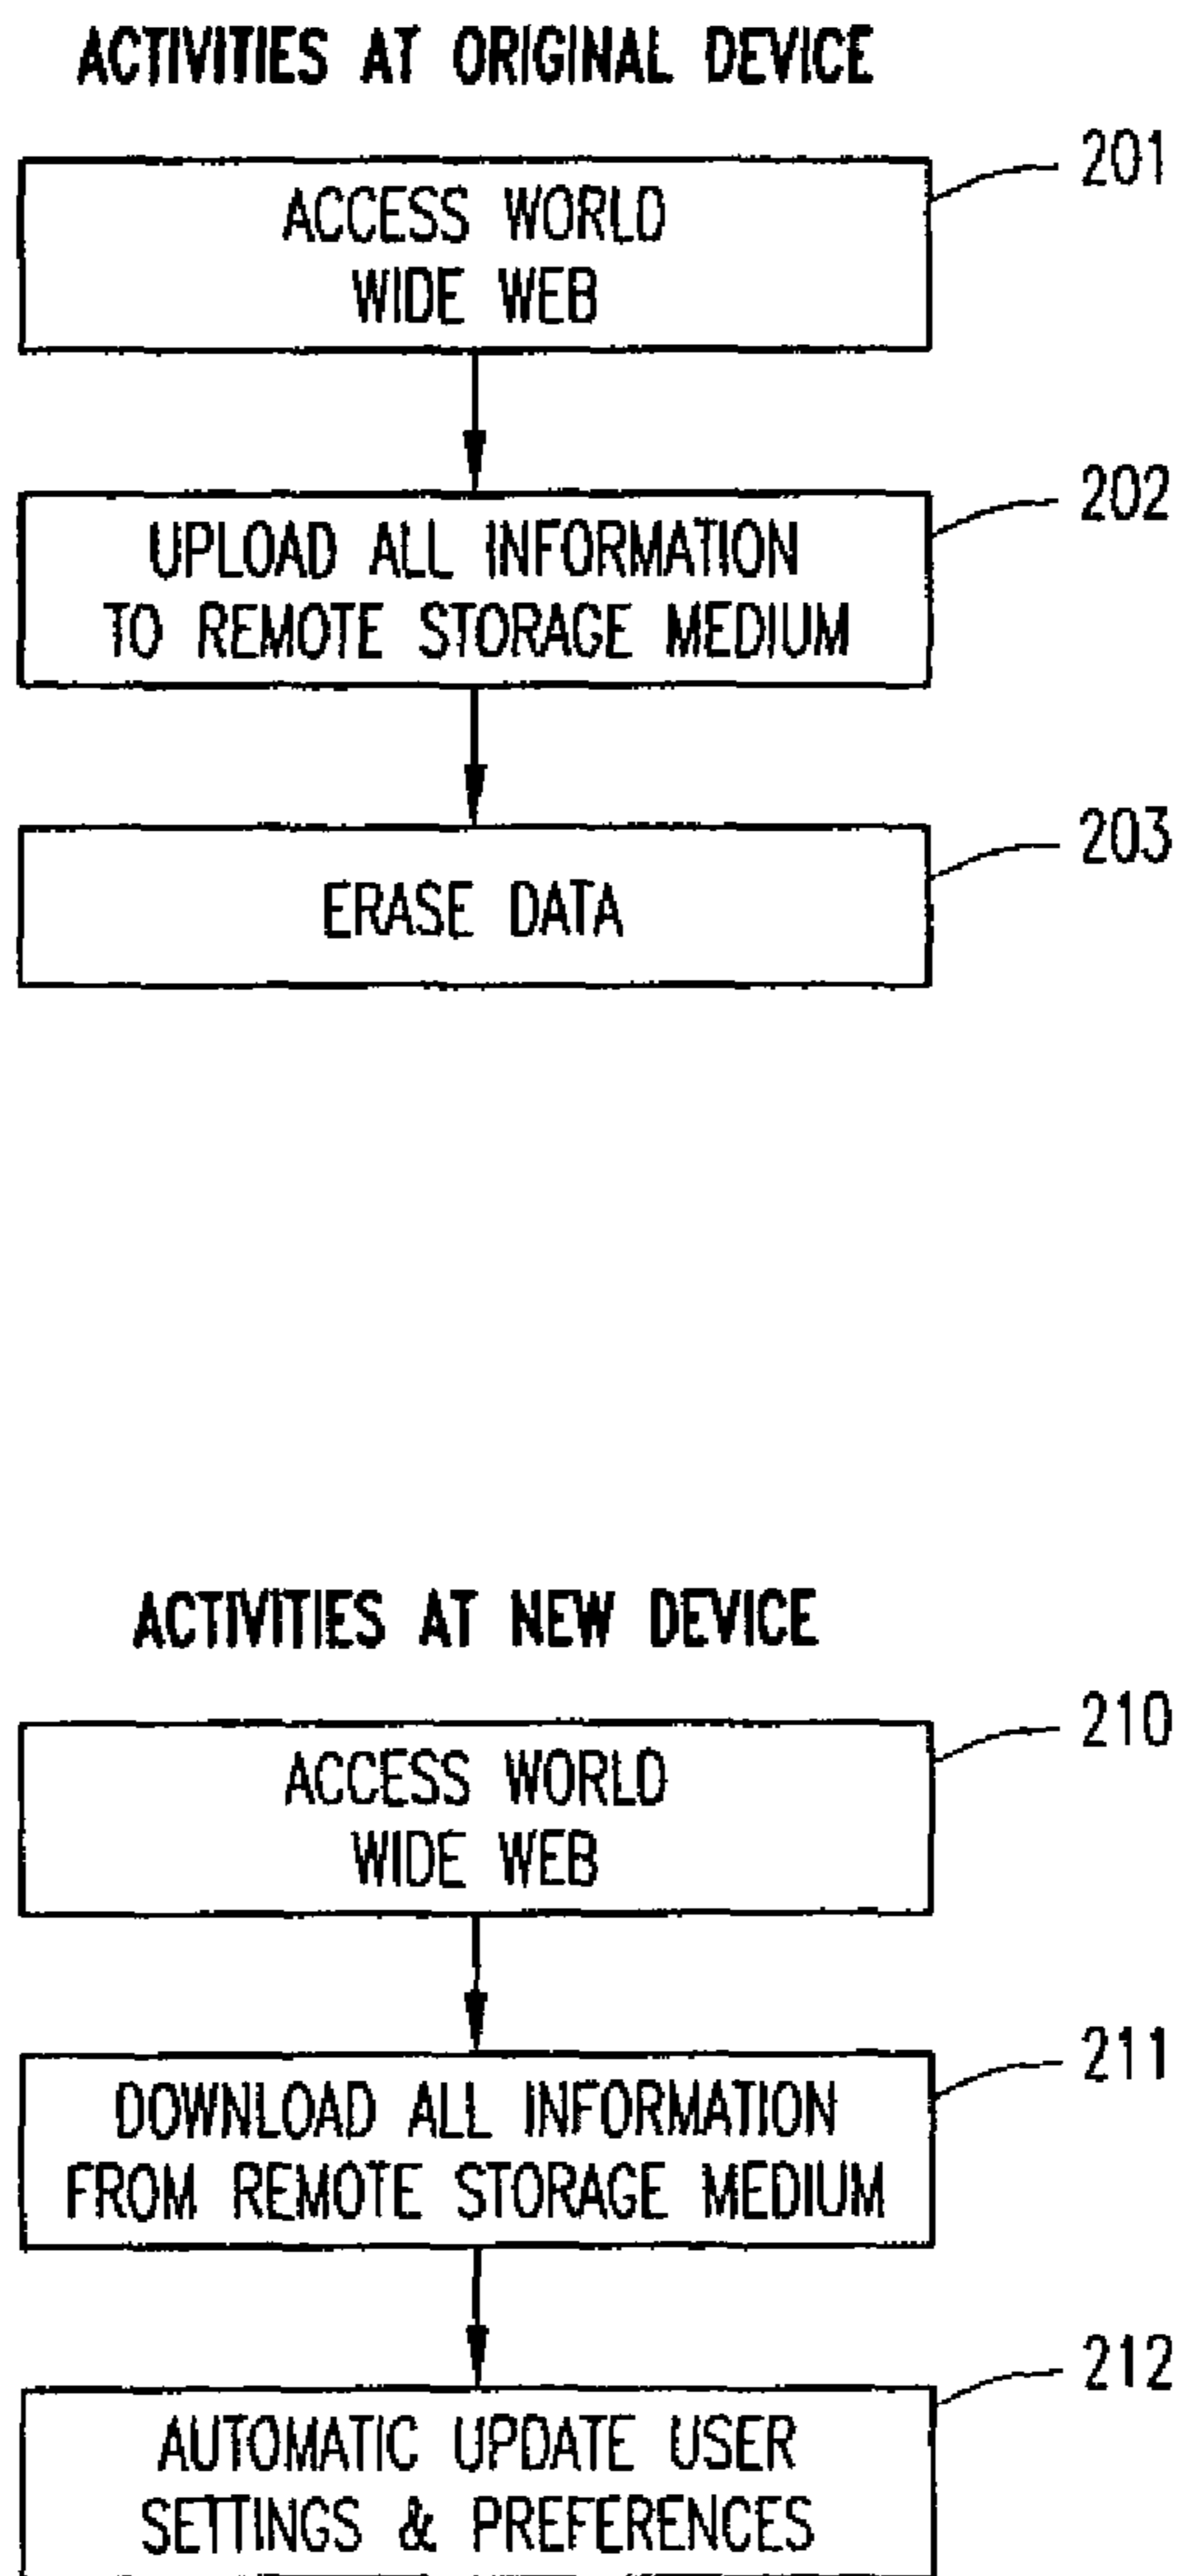 ACTIVITIES AT ORIGINAL DEVICE
201
ACCESS WORLD
WIDE WEB
202
UPLOAD ALL INFORMATION
TO REMOTE STORAGE MEDIUM
203
ERASE DATA
ACTIVITIES AT NEW DEVICE
210
ACCESS WORLD
WIDE WEB
211
DOWNLOAD ALL INFORMATION
FROM REMOTE STORAGE MEDIUM
212
AUTOMATIC UPDATE USER
SETTINGS & PREFERENCES